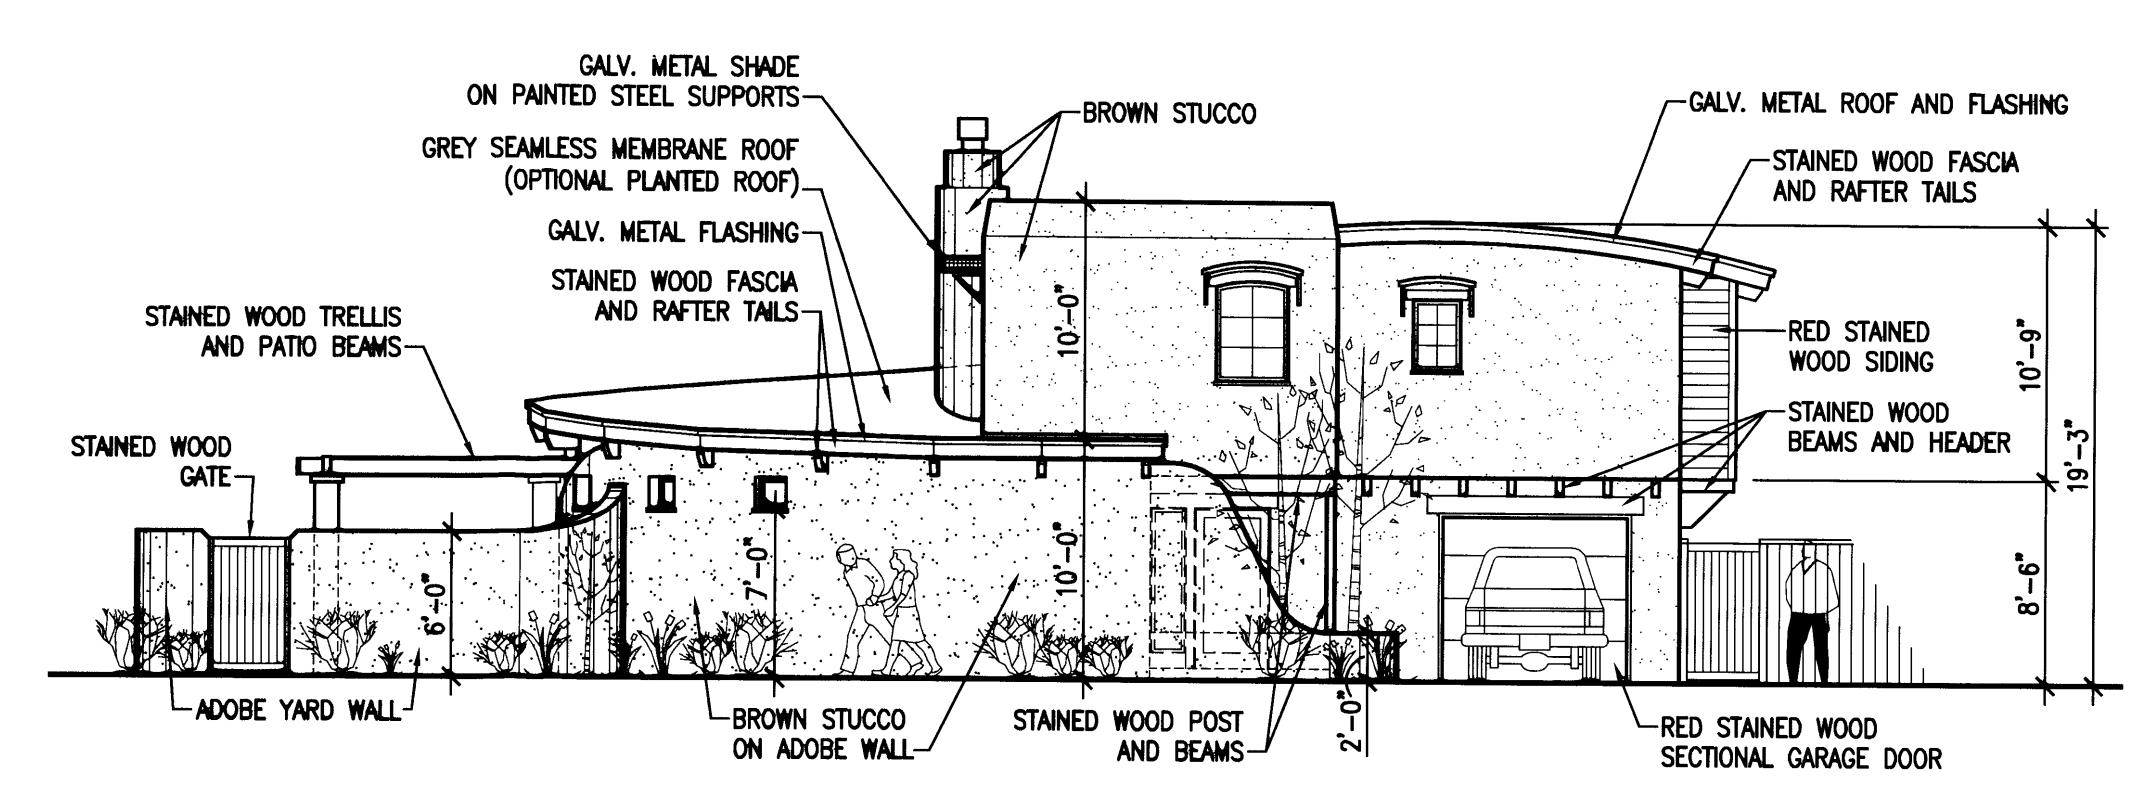 GALV. METAL SHADE
ON PAINTED STEEL SUPPORTS
GREY SEAMLESS MEMBRANE ROOF
(OPTIONAL PLANTED ROOF)
GALV. METAL FLASHING
STAINED WOOD FASCIA
AND RAFTER TAILS
STAINED WOOD TRELLIS
AND PATIO BEAMS
STAINED WOOD
GATE
BROWN STUCCO
GALV. METAL ROOF AND FLASHING
STAINED WOOD FASCIA
AND RAFTER TAILS
RED STAINED
WOOD SIDING
STAINED WOOD
BEAMS AND HEADER
10'-0"
10'-9"
19'-3"
8'-6"
6'-0"
7'-0"
10'-0"
2'-0"
ADOBE YARD WALL
BROWN STUCCO
ON ADOBE WALL
STAINED WOOD POST
AND BEAMS
RED STAINED WOOD
SECTIONAL GARAGE DOOR